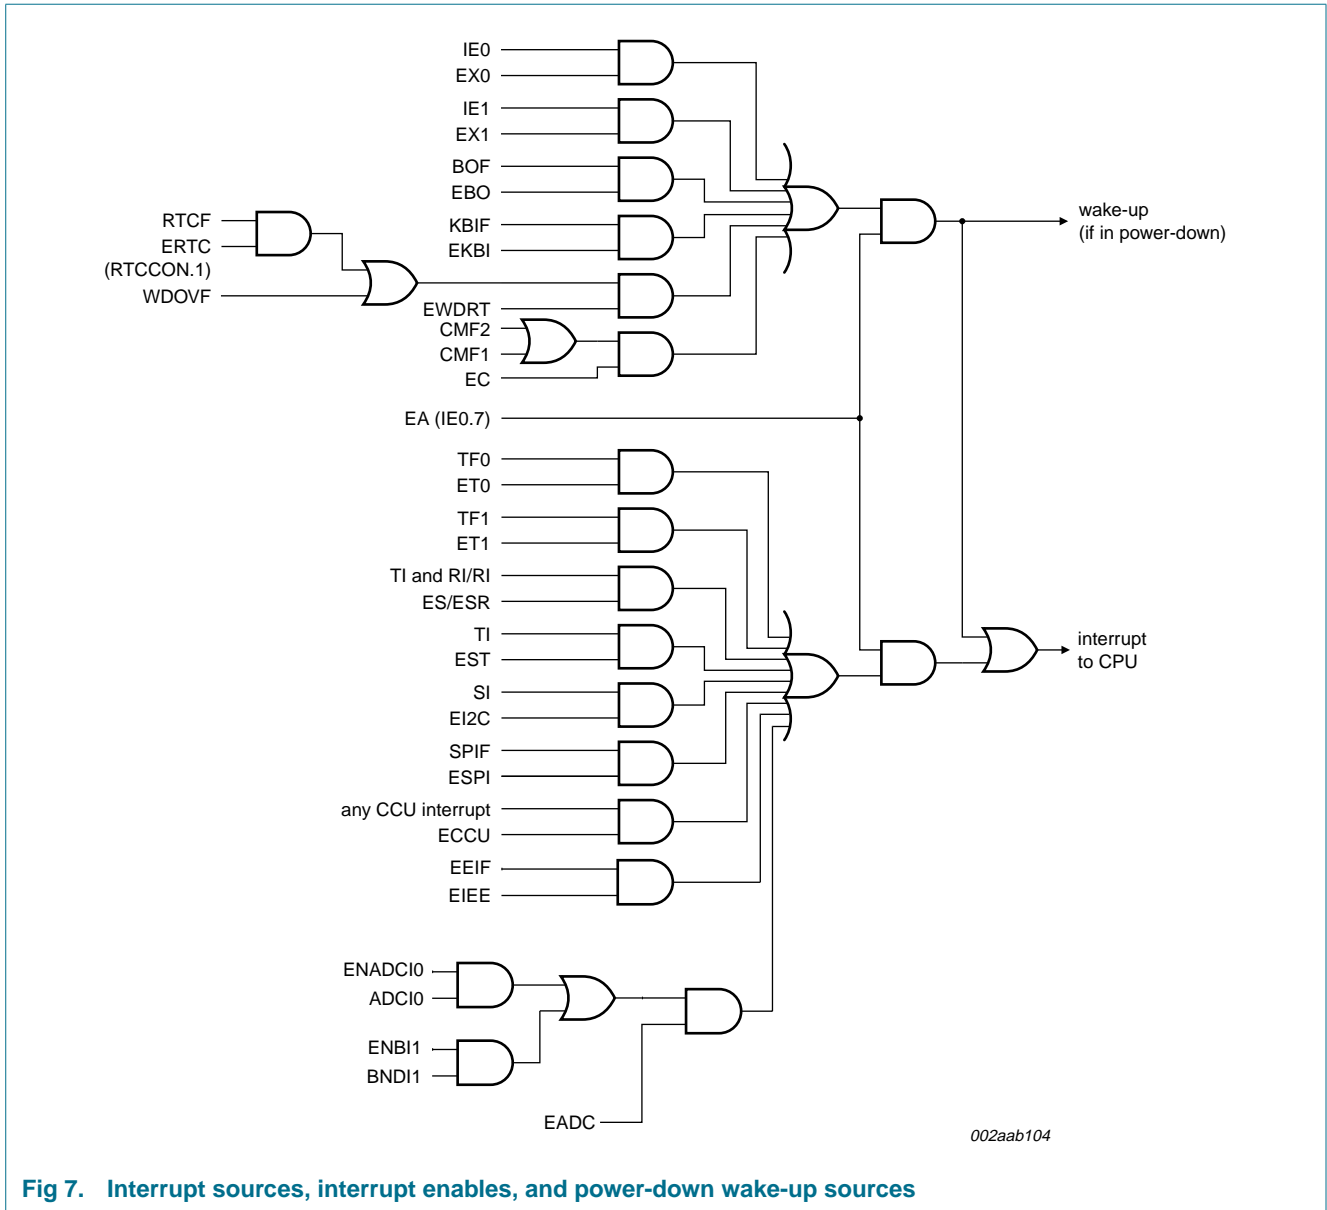 IE0
EX0
IE1
EX1
BOF
EBO
KBIF
EKBI
RTCF
ERTC
(RTCCON.1)
WDOVF
EWDRT
CMF2
CMF1
EC
wake-up
(if in power-down)
EA (IE0.7)
TF0
ET0
TF1
ET1
TI and RI/RI
ES/ESR
TI
EST
SI
EI2C
SPIF
ESPI
any CCU interrupt
ECCU
EEIF
EIEE
interrupt
to CPU
ENADCI0
ADCI0
ENBI1
BNDI1
EADC
002aab104
Fig 7. Interrupt sources, interrupt enables, and power-down wake-up sources